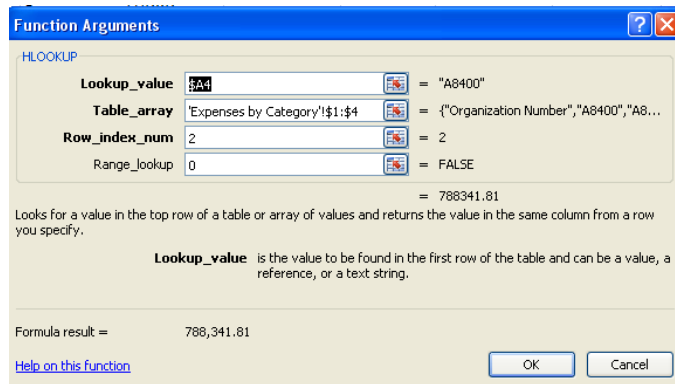 Function Arguments
HLOOKUP
Lookup_value $A4 = "A8400"
Table_array 'Expenses by Category'!$1:$4 = {"Organization Number","A8400","A8...
Row_index_num 2 = 2
Range_lookup 0 = FALSE
= 788341.81
Looks for a value in the top row of a table or array of values and returns the value in the same column from a row
you specify.
Lookup_value is the value to be found in the first row of the table and can be a value, a
reference, or a text string.
Formula result = 788,341.81
Help on this function OK Cancel